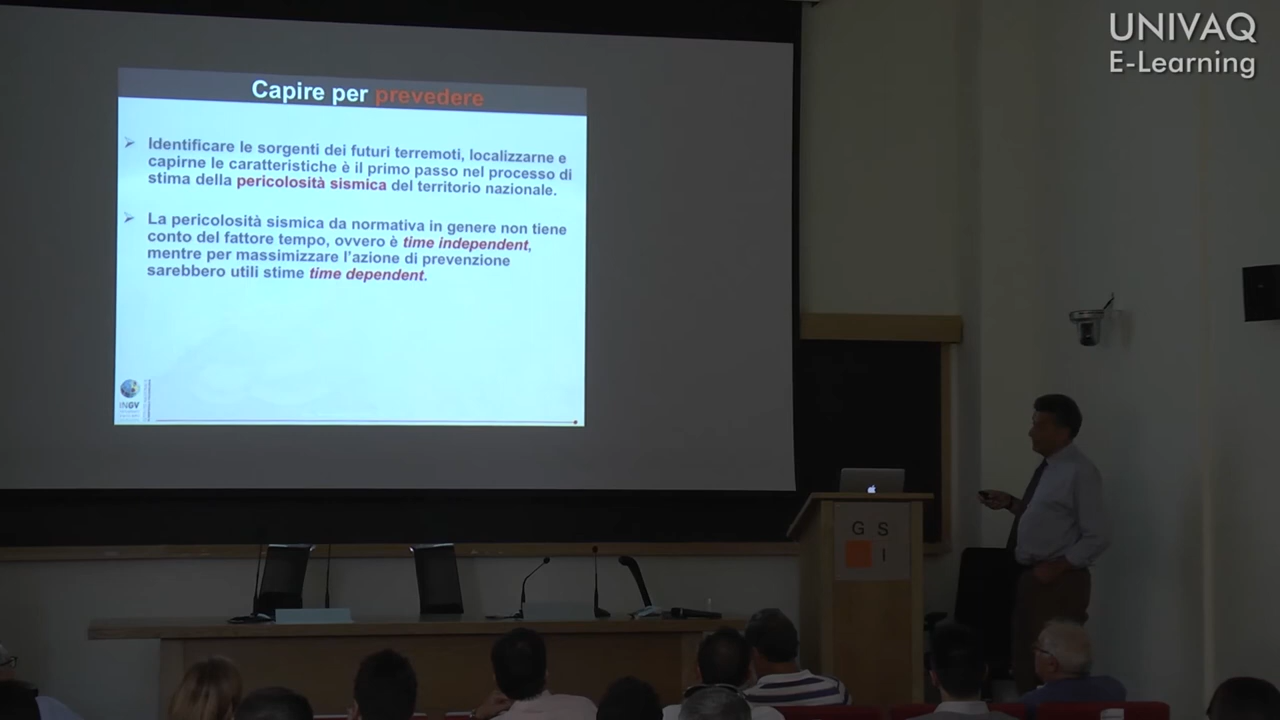 UNIVAQ
E-Learning
Capire per prevedere
Identificare le sorgenti dei futuri terremoti, localizzarne e
capirne le caratteristiche è il primo passo nel processo di
stima della pericolosità sismica del territorio nazionale.
La pericolosità sismica da normativa in genere non tiene
conto del fattore tempo, ovvero è time independent,
mentre per massimizzare l'azione di prevenzione
sarebbero utili stime time dependent.
INGV
G S
I